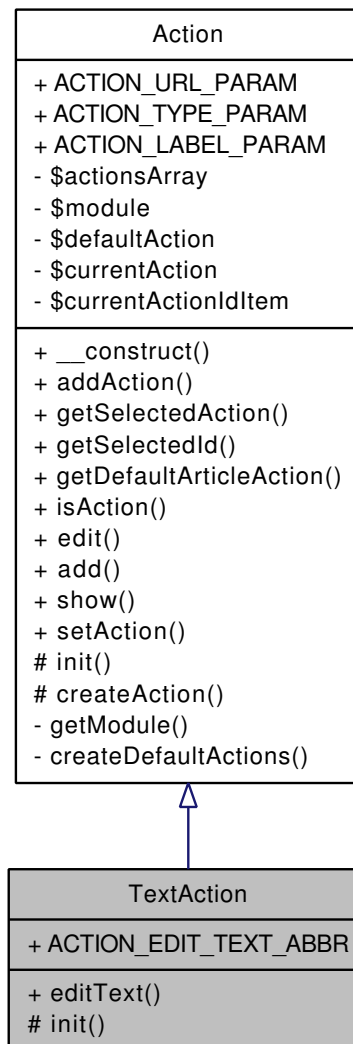 Action
+ ACTION_URL_PARAM
+ ACTION_TYPE_PARAM
+ ACTION_LABEL_PARAM
- $actionsArray
- $module
- $defaultAction
- $currentAction
- $currentActionIdItem
+ __construct()
+ addAction()
+ getSelectedAction()
+ getSelectedId()
+ getDefaultArticleAction()
+ isAction()
+ edit()
+ add()
+ show()
+ setAction()
# init()
# createAction()
- getModule()
- createDefaultActions()
TextAction
+ ACTION_EDIT_TEXT_ABBR
+ editText()
# init()